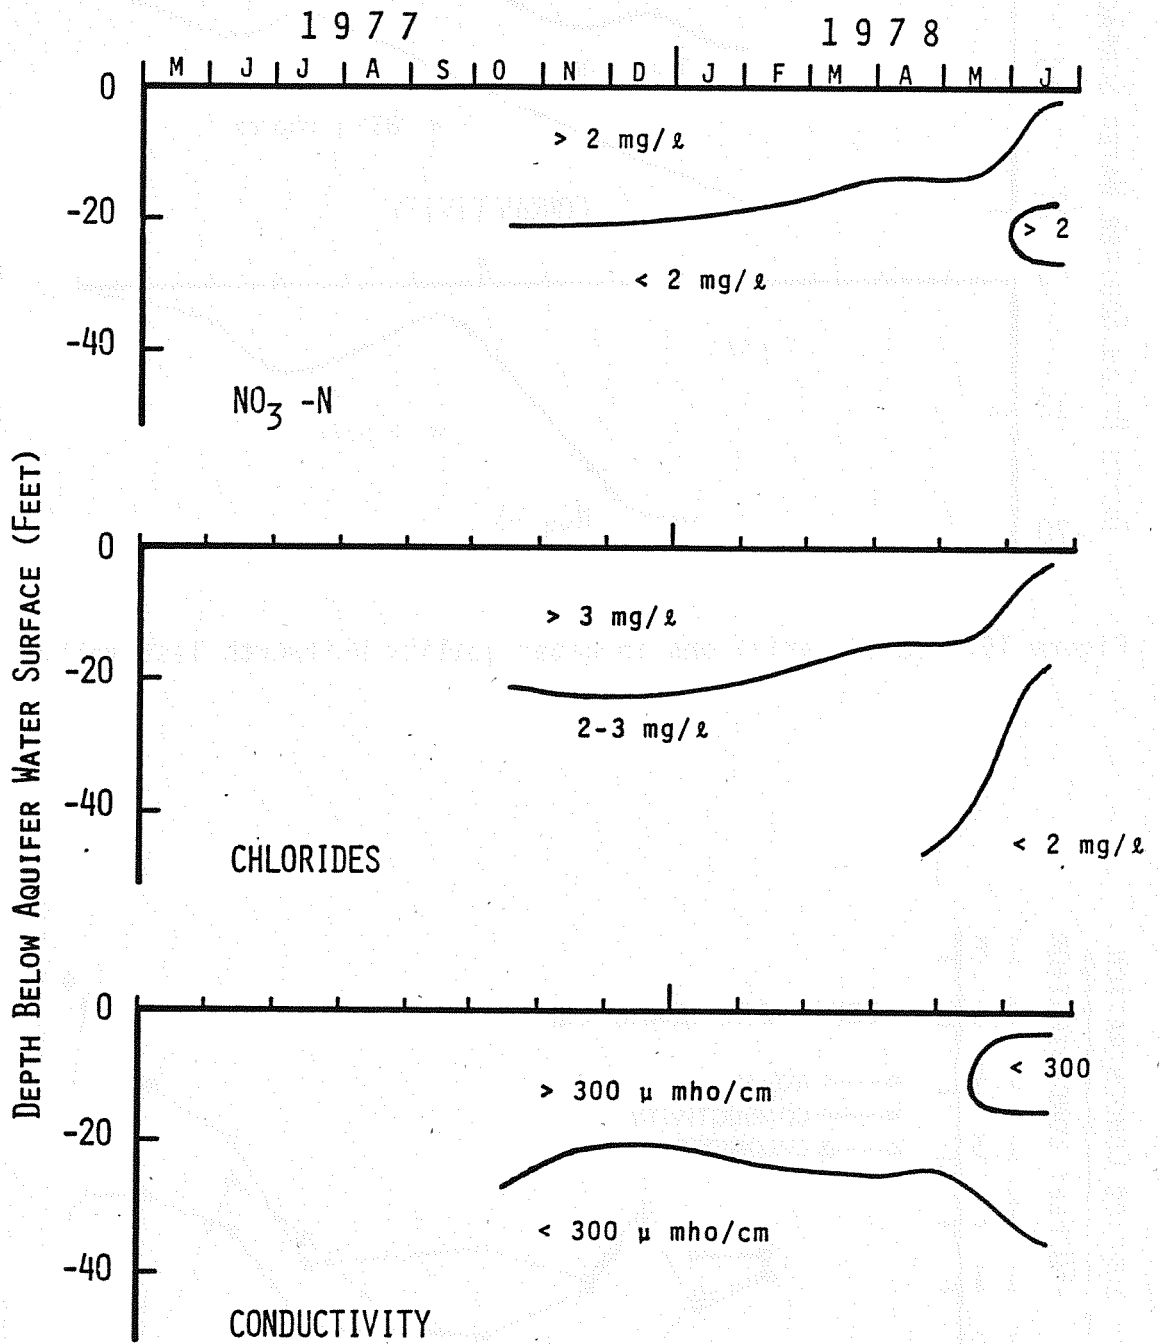 1977 1978
M J J A S O N D J F M A M J
0
> 2 mg/ℓ
-20
> 2
< 2 mg/ℓ
-40
NO3 -N
DEPTH BELOW AQUIFER WATER SURFACE (FEET)
0
> 3 mg/ℓ
-20
2-3 mg/ℓ
-40
< 2 mg/ℓ
CHLORIDES
0
< 300
> 300 µ mho/cm
-20
< 300 µ mho/cm
-40
CONDUCTIVITY